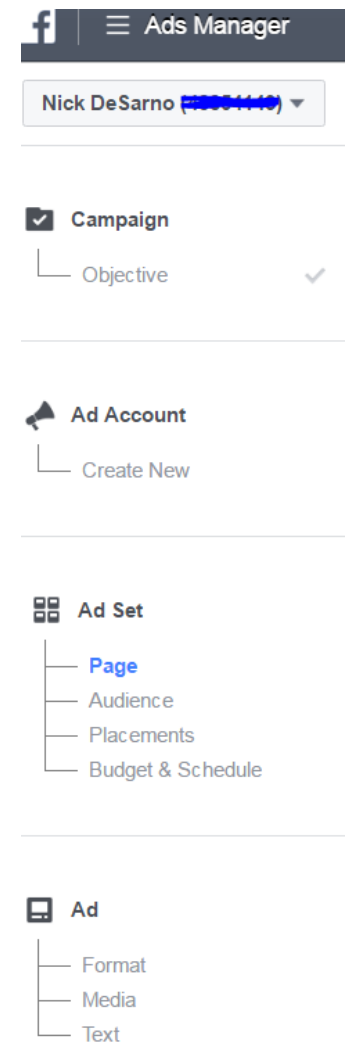 f Ads Manager
Nick DeSarno
Campaign
Objective
Ad Account
Create New
Ad Set
Page
Audience
Placements
Budget & Schedule
Ad
Format
Media
Text